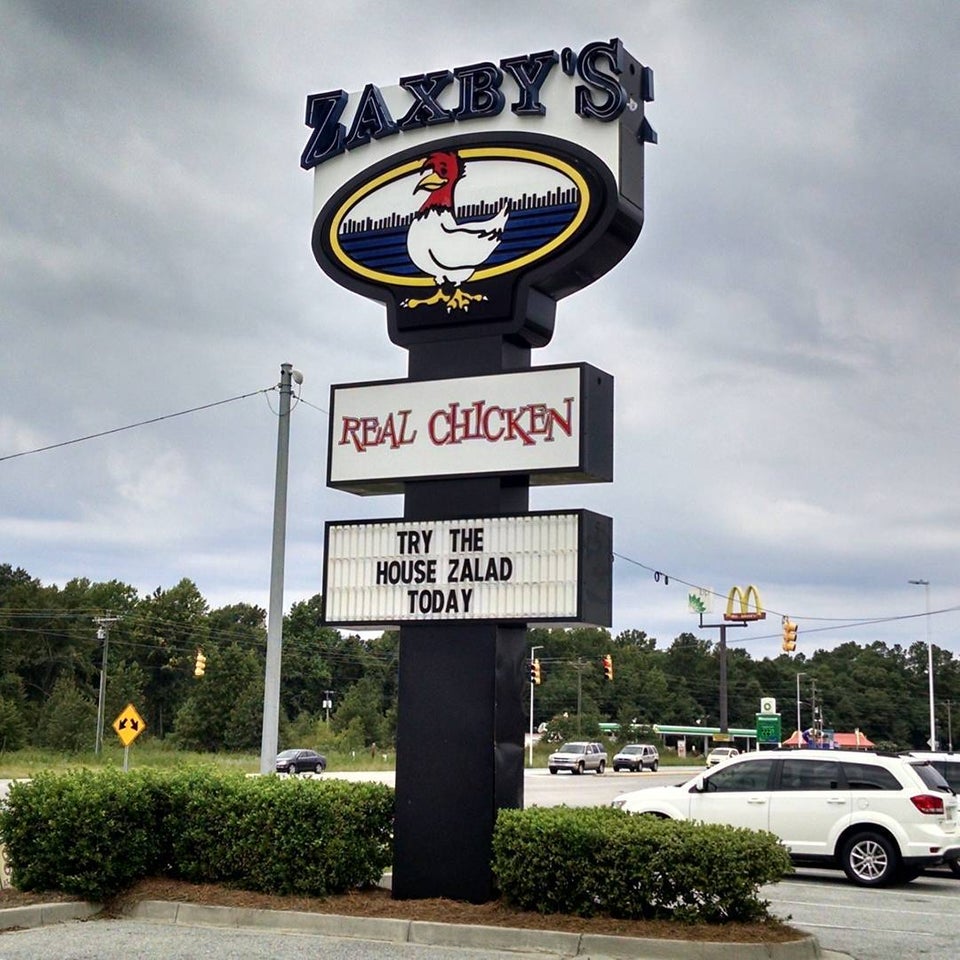 ZAXBY'S
REAL CHICKEN
TRY THE
HOUSE ZALAD
TODAY